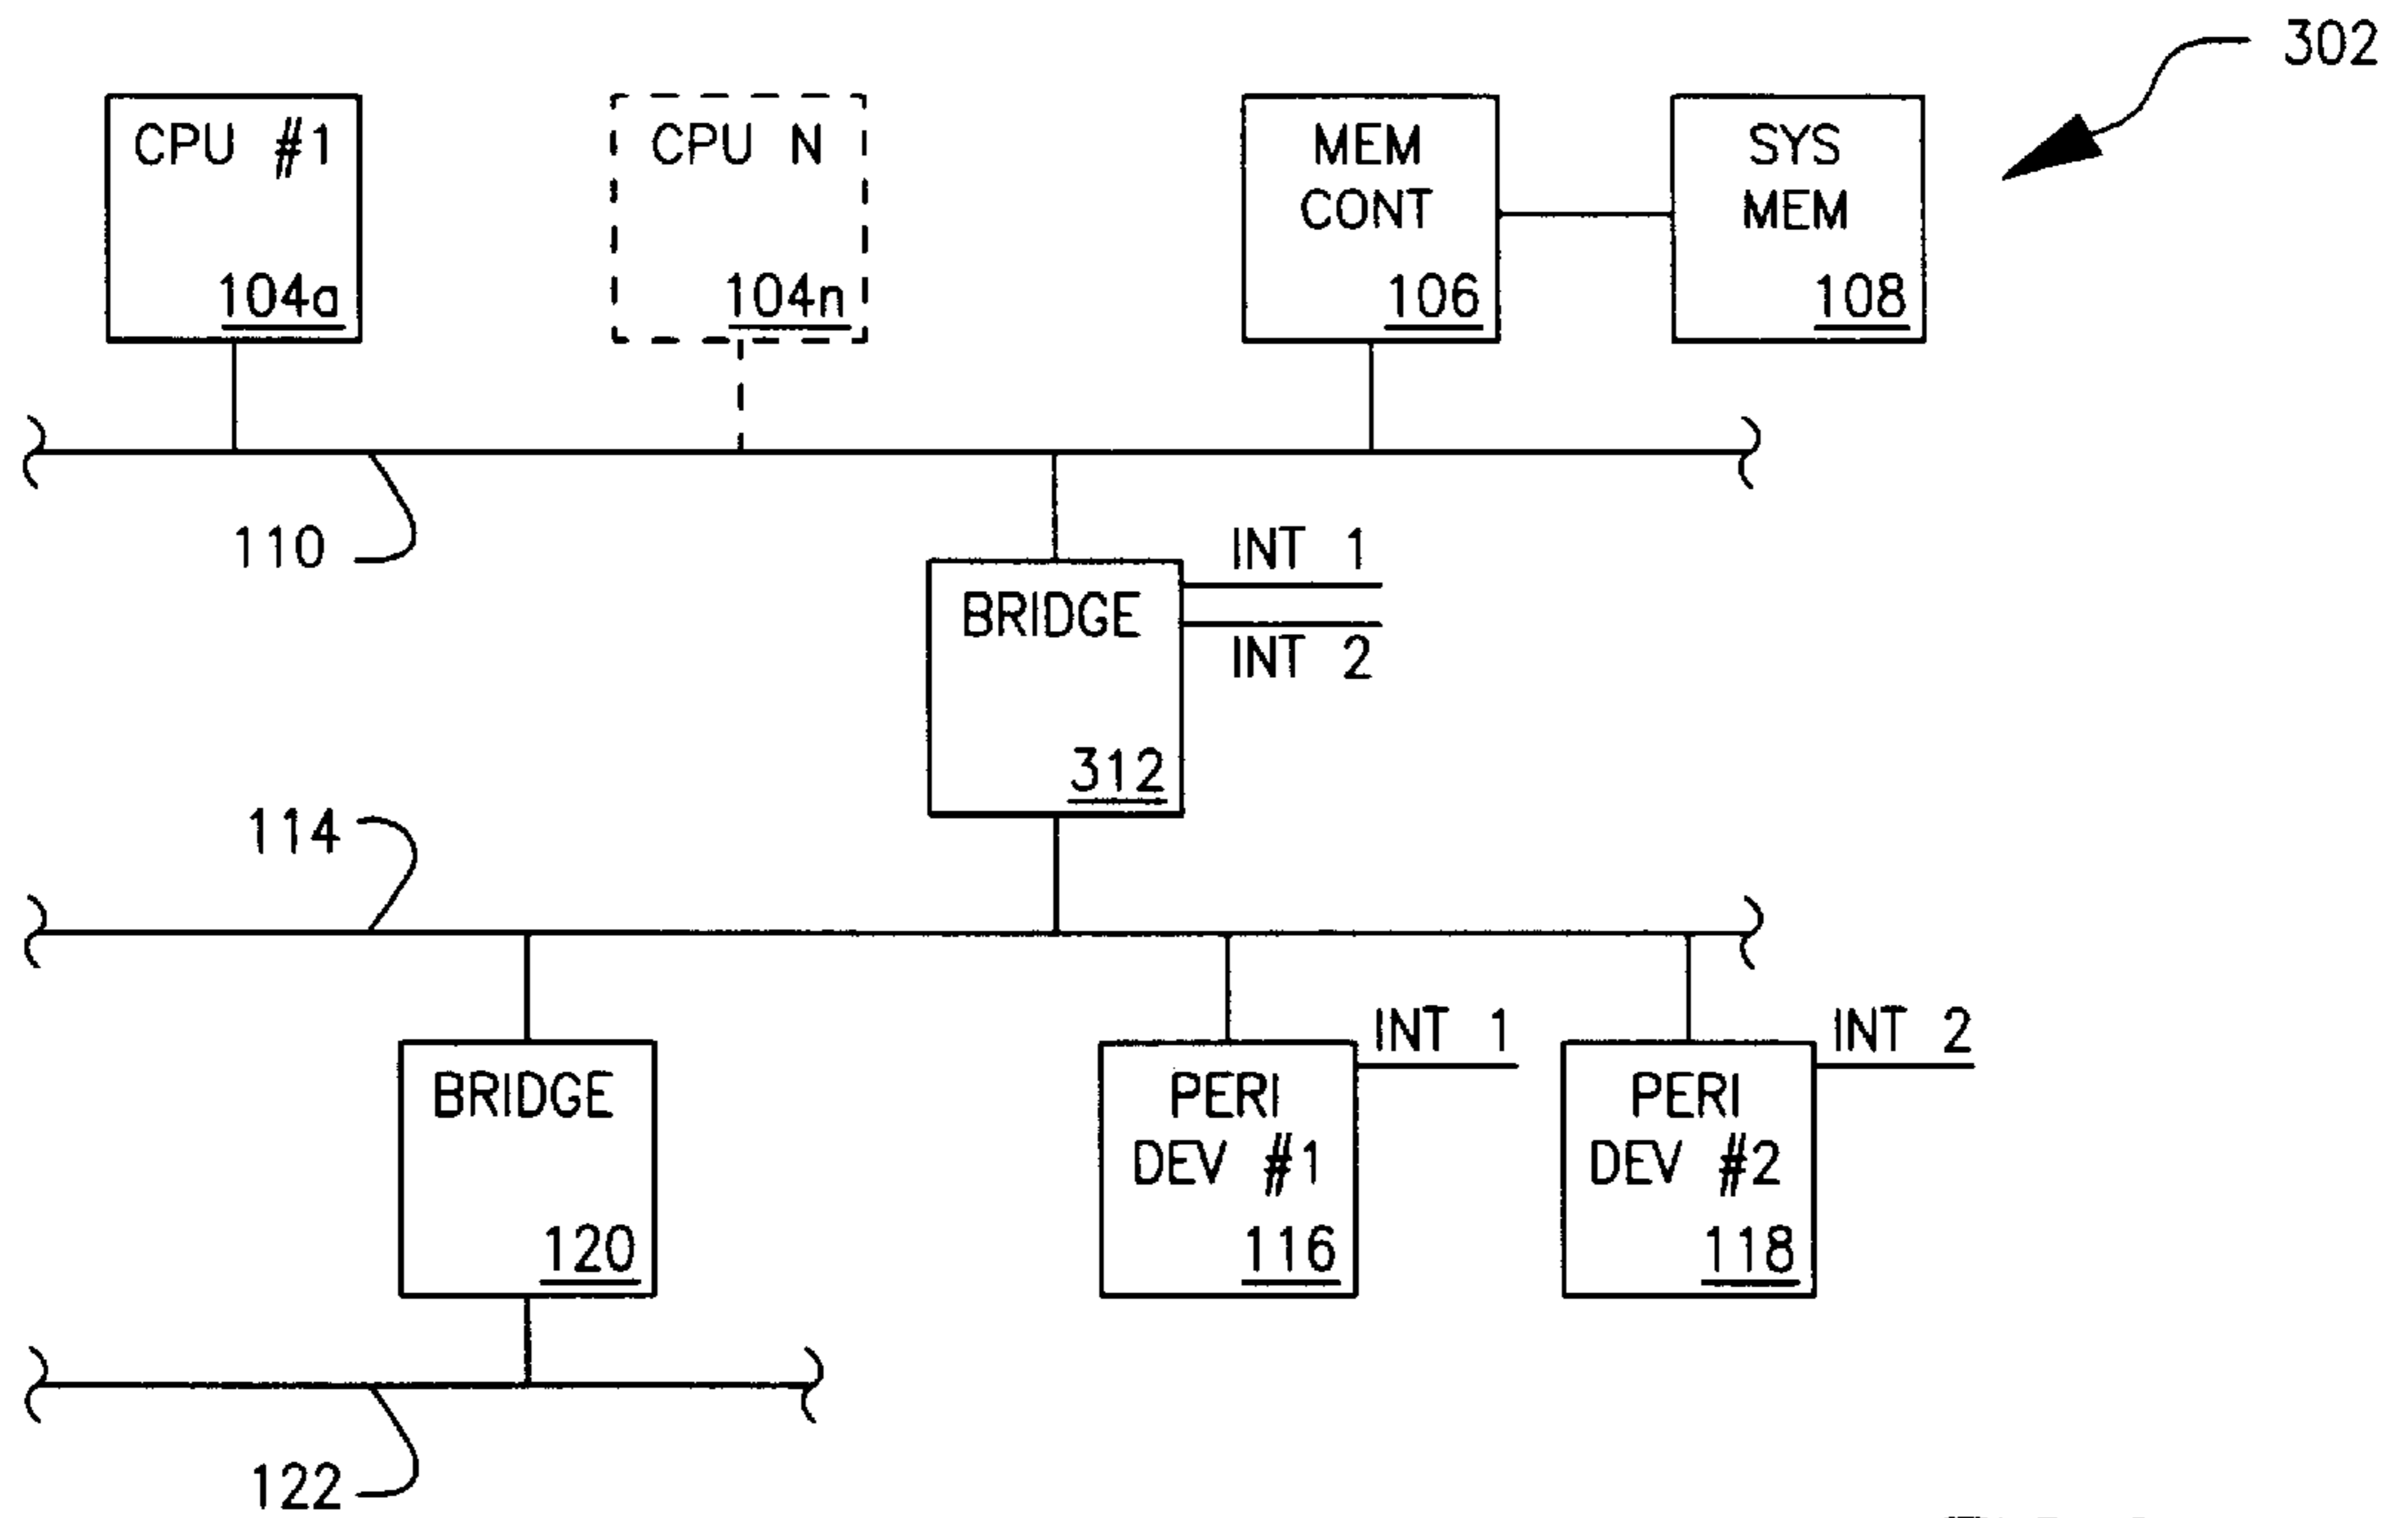 302
CPU #1
104a
CPU N
104n
MEM
CONT
106
SYS
MEM
108
110
INT 1
BRIDGE
INT 2
312
114
INT 1
INT 2
BRIDGE
120
PERI
DEV #1
116
PERI
DEV #2
118
122